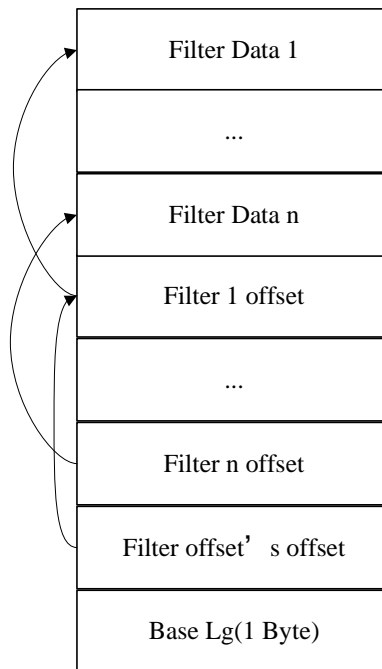 Filter Data 1
...
Filter Data n
Filter 1 offset
...
Filter n offset
Filter offset’ s offset
Base Lg(1 Byte)